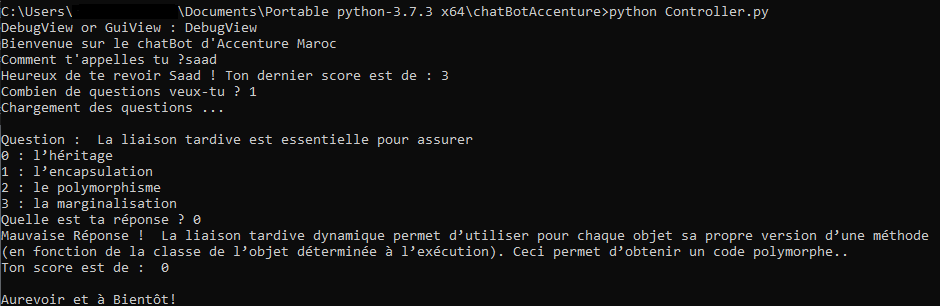 C:\Users\ \Documents\Portable python-3.7.3 x64\chatBotAccenture>python Controller.py
DebugView or GuiView : DebugView
Bienvenue sur le chatBot d'Accenture Maroc
Comment t'appelles tu ?saad
Heureux de te revoir Saad ! Ton dernier score est de : 3
Combien de questions veux-tu ? 1
Chargement des questions ...
Question :  La liaison tardive est essentielle pour assurer
0 : l’héritage
1 : l’encapsulation
2 : le polymorphisme
3 : la marginalisation
Quelle est ta réponse ? 0
Mauvaise Réponse !  La liaison tardive dynamique permet d’utiliser pour chaque objet sa propre version d’une méthode
(en fonction de la classe de l’objet déterminée à l’exécution). Ceci permet d’obtenir un code polymorphe..
Ton score est de :  0
Aurevoir et à Bientôt!